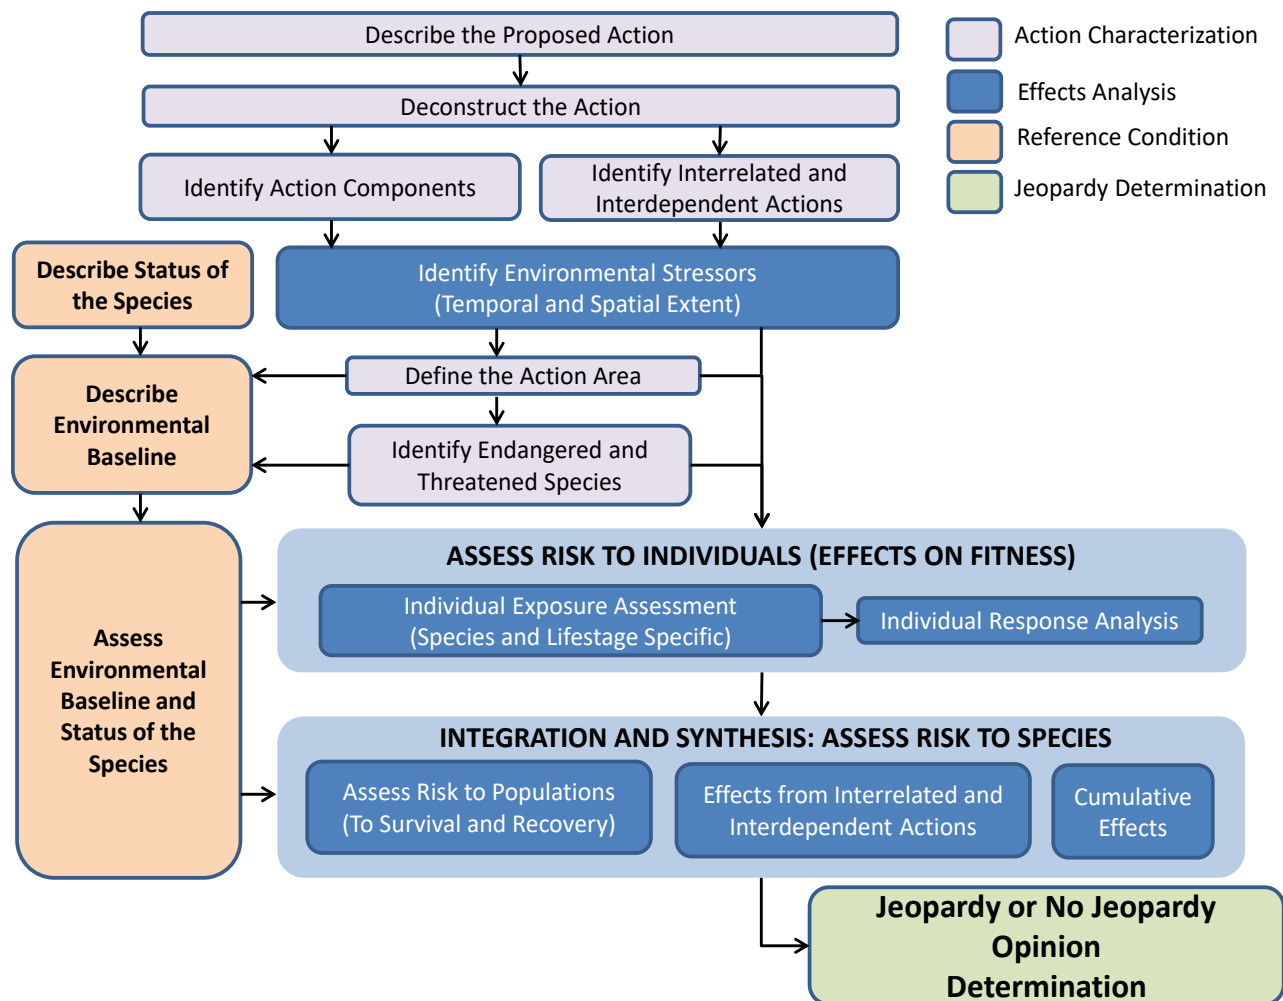 Describe the Proposed Action
Deconstruct the Action
Identify Action Components
Identify Interrelated and
Interdependent Actions
Action Characterization
Effects Analysis
Reference Condition
Jeopardy Determination
Describe Status of
the Species
Identify Environmental Stressors
(Temporal and Spatial Extent)
Define the Action Area
Describe
Environmental
Baseline
Identify Endangered and
Threatened Species
ASSESS RISK TO INDIVIDUALS (EFFECTS ON FITNESS)
Individual Exposure Assessment
(Species and Lifestage Specific)
Individual Response Analysis
Assess
Environmental
Baseline and
Status of the
Species
INTEGRATION AND SYNTHESIS: ASSESS RISK TO SPECIES
Assess Risk to Populations
(To Survival and Recovery)
Effects from Interrelated and
Interdependent Actions
Cumulative
Effects
Jeopardy or No Jeopardy
Opinion
Determination